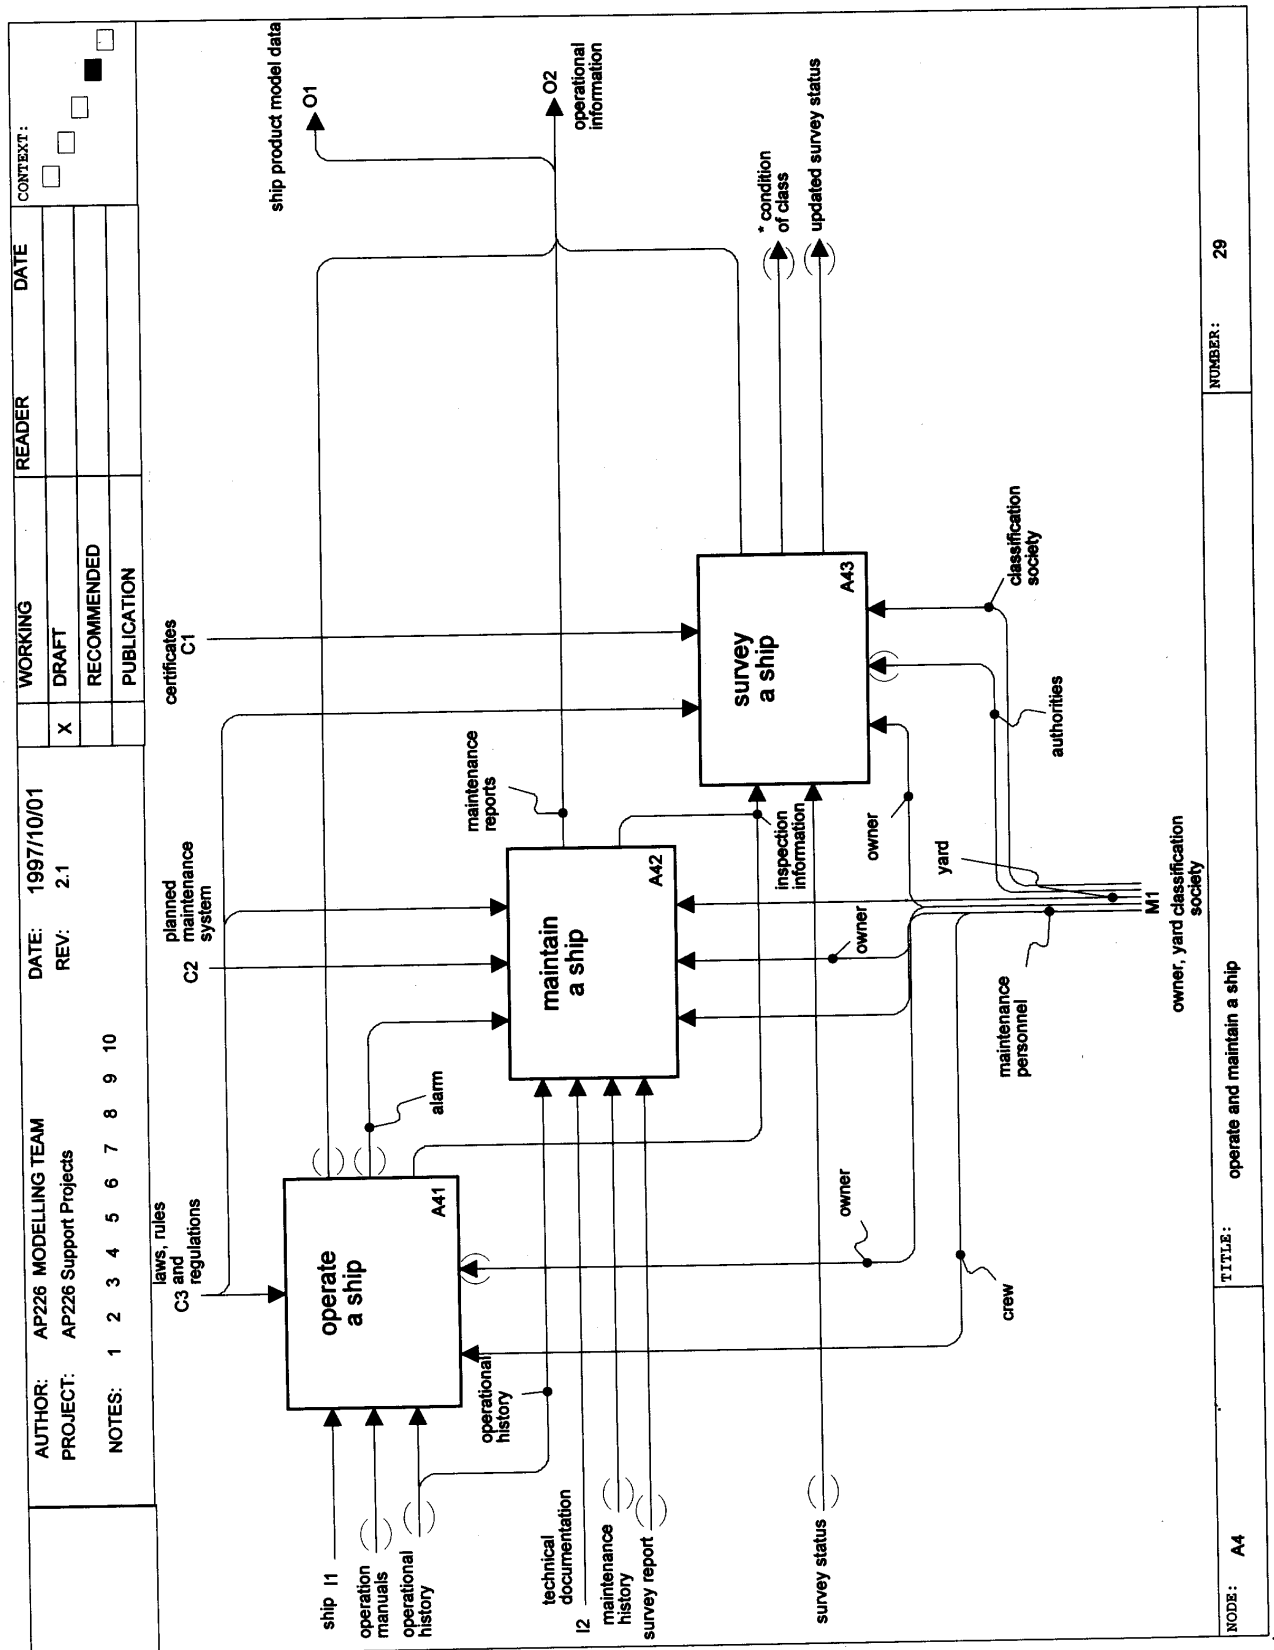 AUTHOR: AP226 MODELLING TEAM
PROJECT: AP226 Support Projects
NOTES: 1 2 3 4 5 6 7 8 9 10
DATE: 1997/10/01
REV: 2.1
WORKING
X DRAFT
RECOMMENDED
PUBLICATION
READER DATE
CONTEXT:
laws, rules
and
regulations
C3
planned
maintenance
system
C2
certificates
C1
ship product model data
O1
O2
operational
information
* condition
of class
updated survey status
ship I1
operation
manuals
operational
history
operate
a ship
A41
alarm
operational
history
technical
documentation
I2
maintenance
history
survey report
maintain
a ship
A42
maintenance
reports
inspection
information
survey status
survey
a ship
A43
owner
crew
owner
owner
maintenance
personnel
yard
authorities
classification
society
M1
owner, yard classification
society
NODE: A4
TITLE: operate and maintain a ship
NUMBER: 29